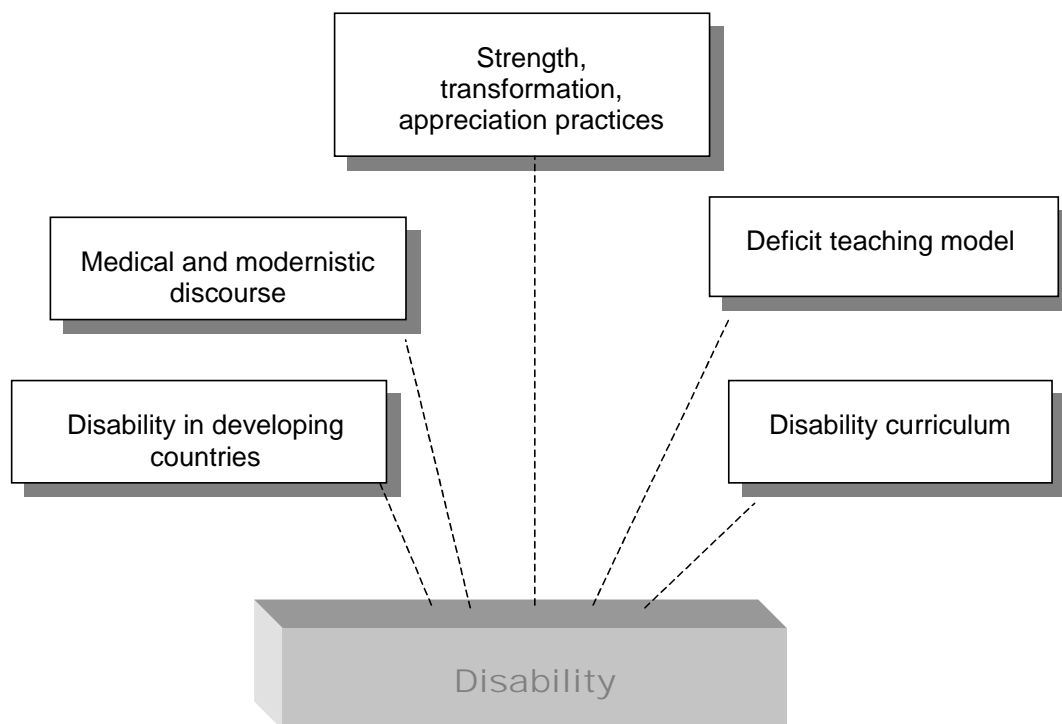 Strength,
transformation,
appreciation practices
Medical and modernistic
discourse
Deficit teaching model
Disability in developing
countries
Disability curriculum
Disability